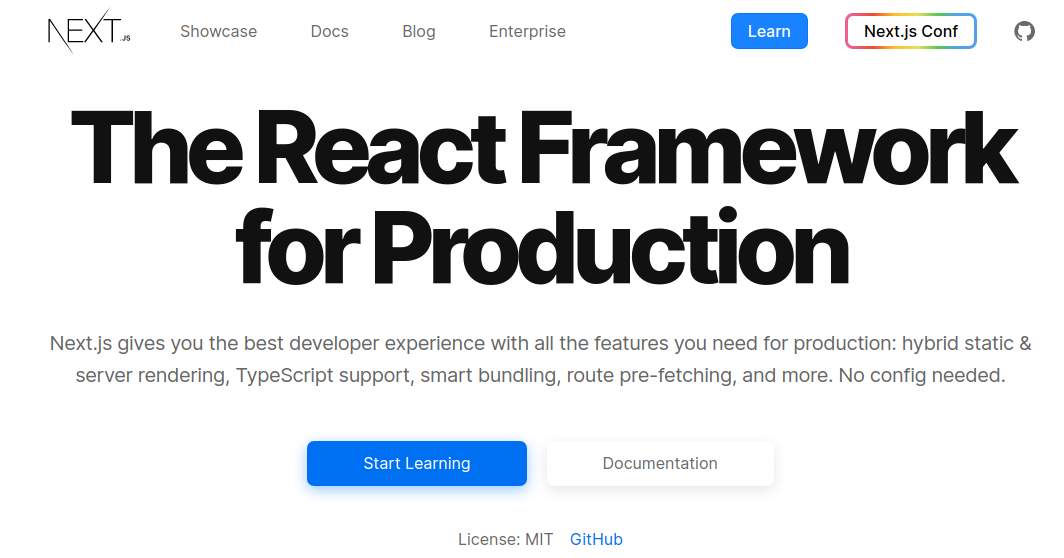 NEXT.JS Showcase Docs Blog Enterprise Learn Next.js Conf
The React Framework
for Production
Next.js gives you the best developer experience with all the features you need for production: hybrid static &
server rendering, TypeScript support, smart bundling, route pre-fetching, and more. No config needed.
Start Learning Documentation
License: MIT GitHub